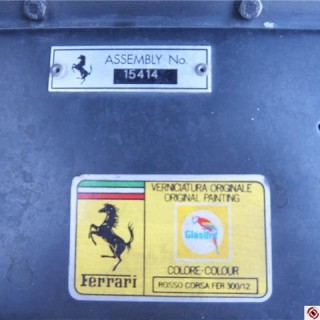 ASSEMBLY No.
15414
VERNICIATURA ORIGINALE
ORIGINAL PAINTING
Glasurit
COLORE-COLOUR
Ferrari
ROSSO CORSA FER 300/12